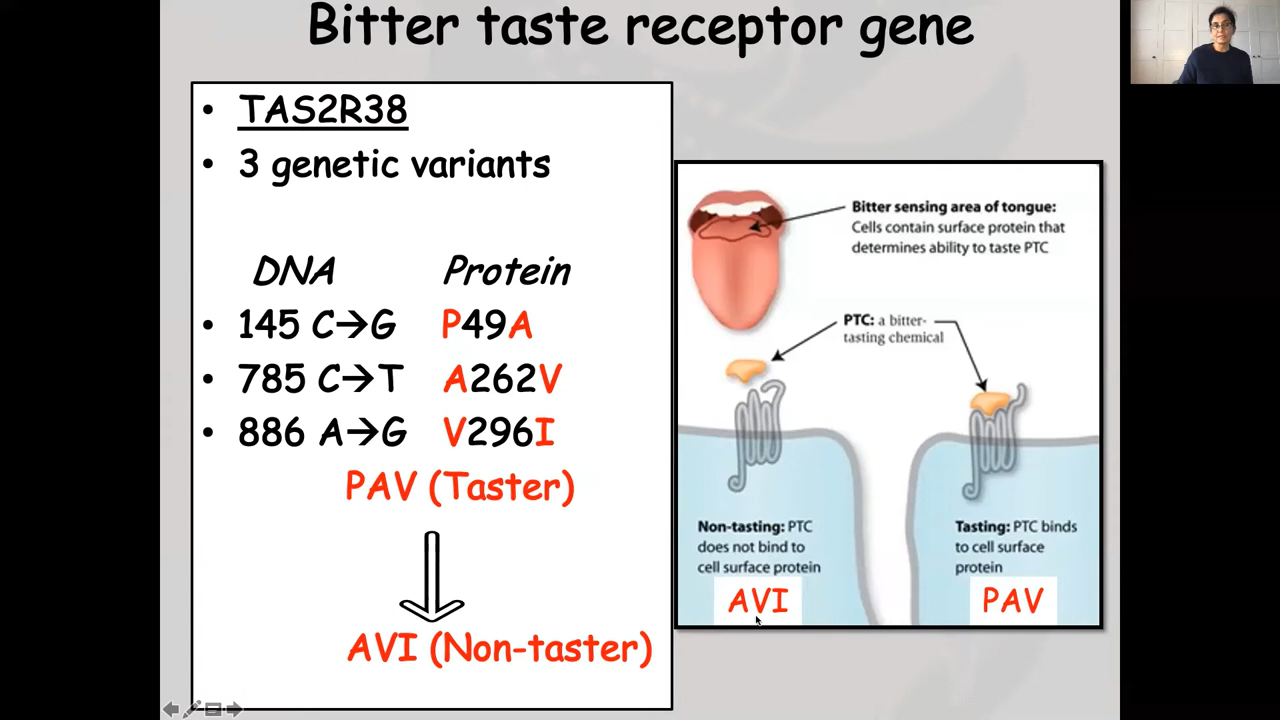 Bitter taste receptor gene
• TAS2R38
• 3 genetic variants
DNA Protein
• 145 C→G P49A
• 785 C→T A262V
• 886 A→G V296I
PAV (Taster)
AVI (Non-taster)
Bitter sensing area of tongue:
Cells contain surface protein that
determines ability to taste PTC
PTC: a bitter-
tasting chemical
Non-tasting: PTC
does not bind to
cell surface protein
AVI
Tasting: PTC binds
to cell surface
protein
PAV